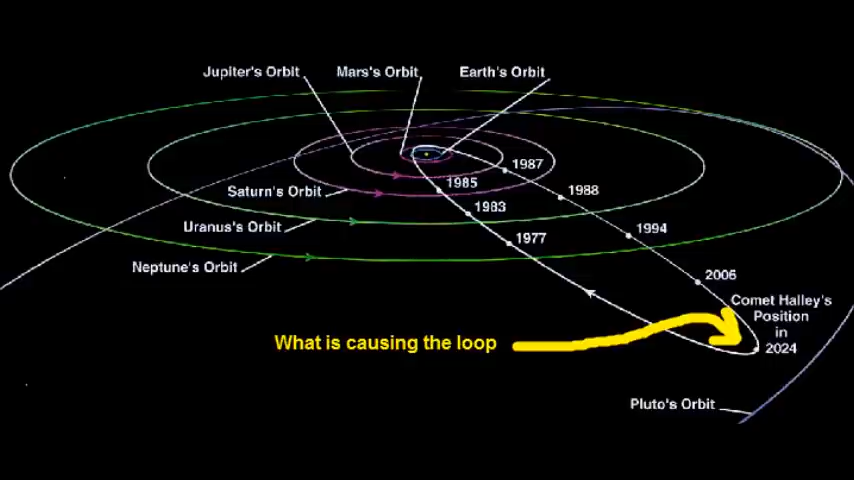 Jupiter's Orbit
Mars's Orbit
Earth's Orbit
1987
1985
1988
Saturn's Orbit
1983
Uranus's Orbit
1994
1977
Neptune's Orbit
2006
Comet Halley's
Position
in
2024
What is causing the loop
Pluto's Orbit